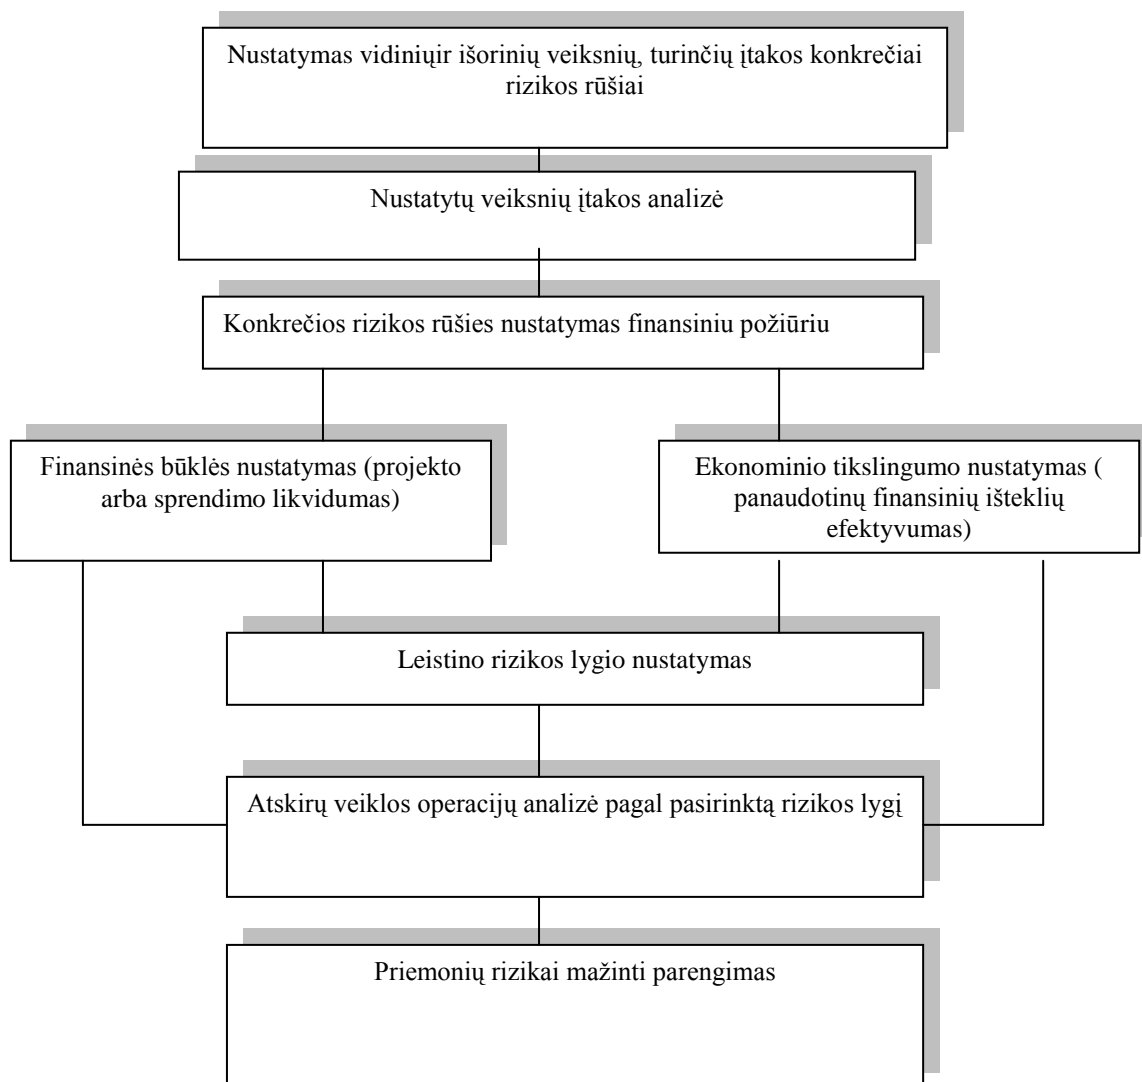 Nustatymas vidiniųir išorinių veiksnių, turinčių įtakos konkrečiai
rizikos rūšiai
Nustatytų veiksnių įtakos analizė
Konkrečios rizikos rūšies nustatymas finansiniu požiūriu
Finansinės būklės nustatymas (projekto
arba sprendimo likvidumas)
Ekonominio tikslingumo nustatymas (
panaudotinų finansinių išteklių
efektyvumas)
Leistino rizikos lygio nustatymas
Atskirų veiklos operacijų analizė pagal pasirinktą rizikos lygį
Priemonių rizikai mažinti parengimas